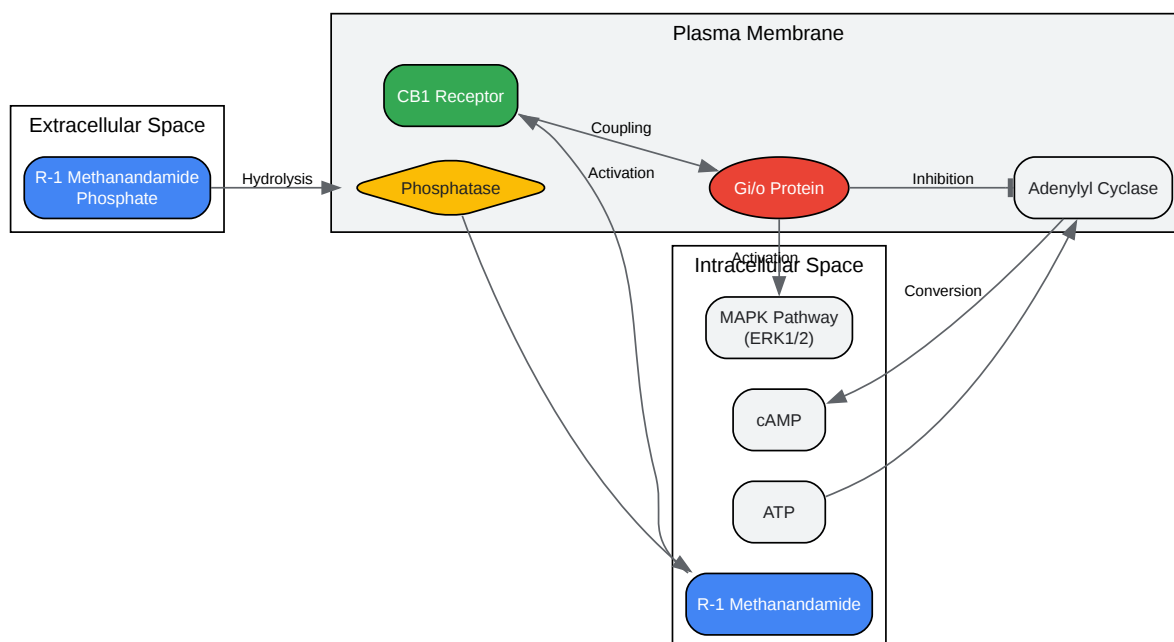 Plasma Membrane
CB1 Receptor
Extracellular Space
Coupling
R-1 Methanandamide
Phosphate
Hydrolysis
Phosphatase
Activation
Gi/o Protein
Inhibition
Adenylyl Cyclase
Activation
Intracellular Space
Conversion
MAPK Pathway
(ERK1/2)
cAMP
ATP
R-1 Methanandamide